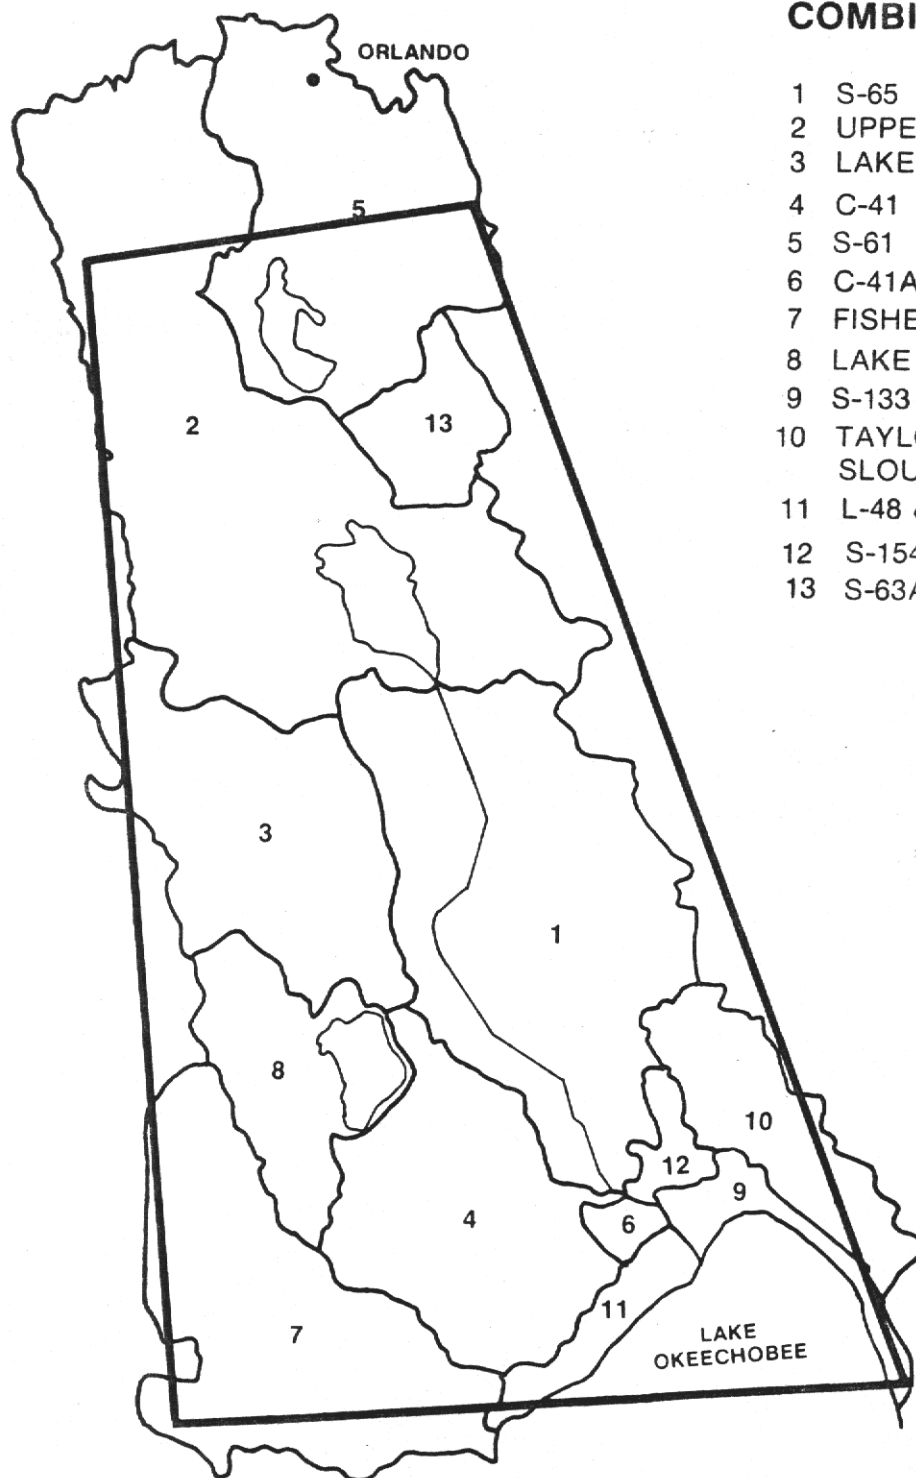 COMBI
ORLANDO
1 S-65
2 UPPE
3 LAKE
4 C-41
5 S-61
6 C-41A
7 FISHE
8 LAKE
9 S-133
10 TAYL
SLOU
11 L-48
12 S-154
13 S-63A
5
2
13
3
1
8
10
12
9
6
4
11
7
LAKE
OKEECHOBEE